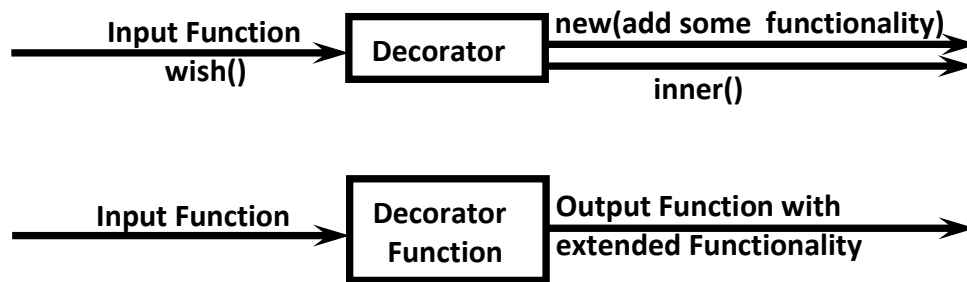 Input Function
wish()
Decorator
new(add some functionality)
inner()
Input Function
Decorator
Function
Output Function with
extended Functionality